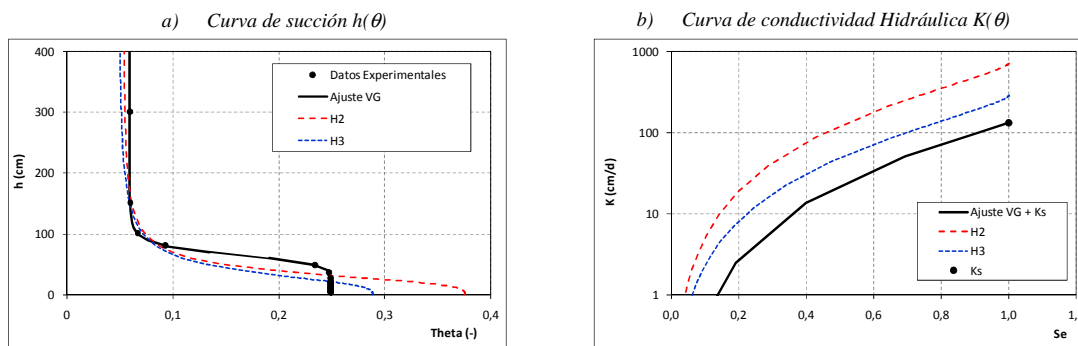 a) Curva de succión h(θ)
400
300
200
100
0
h (cm)
0
0,1
0,2
0,3
0,4
Theta (-)
Datos Experimentales
Ajuste VG
H2
H3
b) Curva de conductividad Hidráulica K(θ)
1000
100
10
1
K (cm/d)
0,0
0,2
0,4
0,6
0,8
1,0
1,
Se
Ajuste VG + Ks
H2
H3
Ks